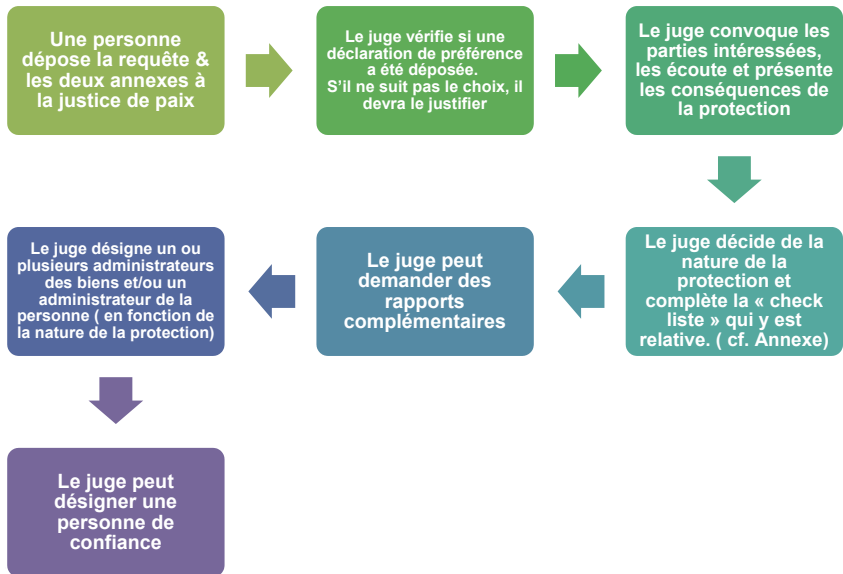 Une personne
dépose la requête &
les deux annexes à
la justice de paix
Le juge vérifie si une
déclaration de préférence
a été déposée.
S'il ne suit pas le choix, il
devra le justifier
Le juge convoque les
parties intéressées,
les écoute et présente
les conséquences de
la protection
Le juge décide de la
nature de la
protection et
complète la « check
liste » qui y est
relative. ( cf. Annexe)
Le juge peut
demander des
rapports
complémentaires
Le juge désigne un ou
plusieurs administrateurs
des biens et/ou un
administrateur de la
personne ( en fonction de
la nature de la protection)
Le juge peut
désigner une
personne de
confiance